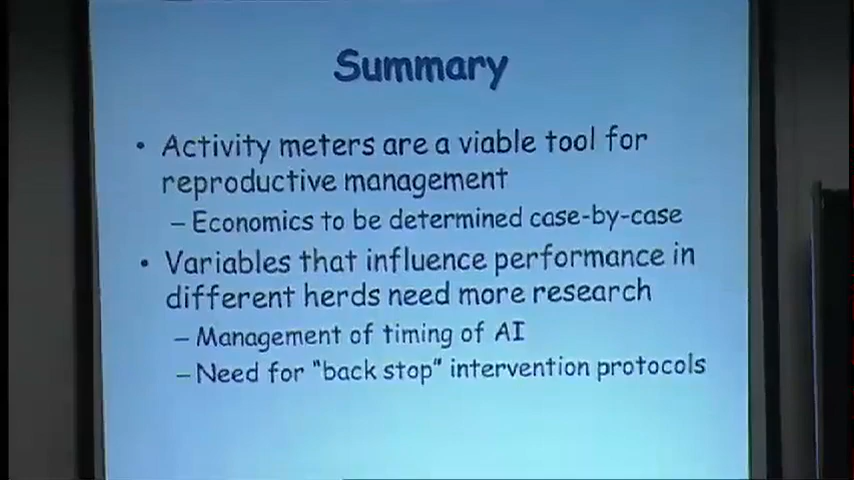 Summary
• Activity meters are a viable tool for
reproductive management
– Economics to be determined case-by-case
• Variables that influence performance in
different herds need more research
– Management of timing of AI
– Need for "back stop" intervention protocols